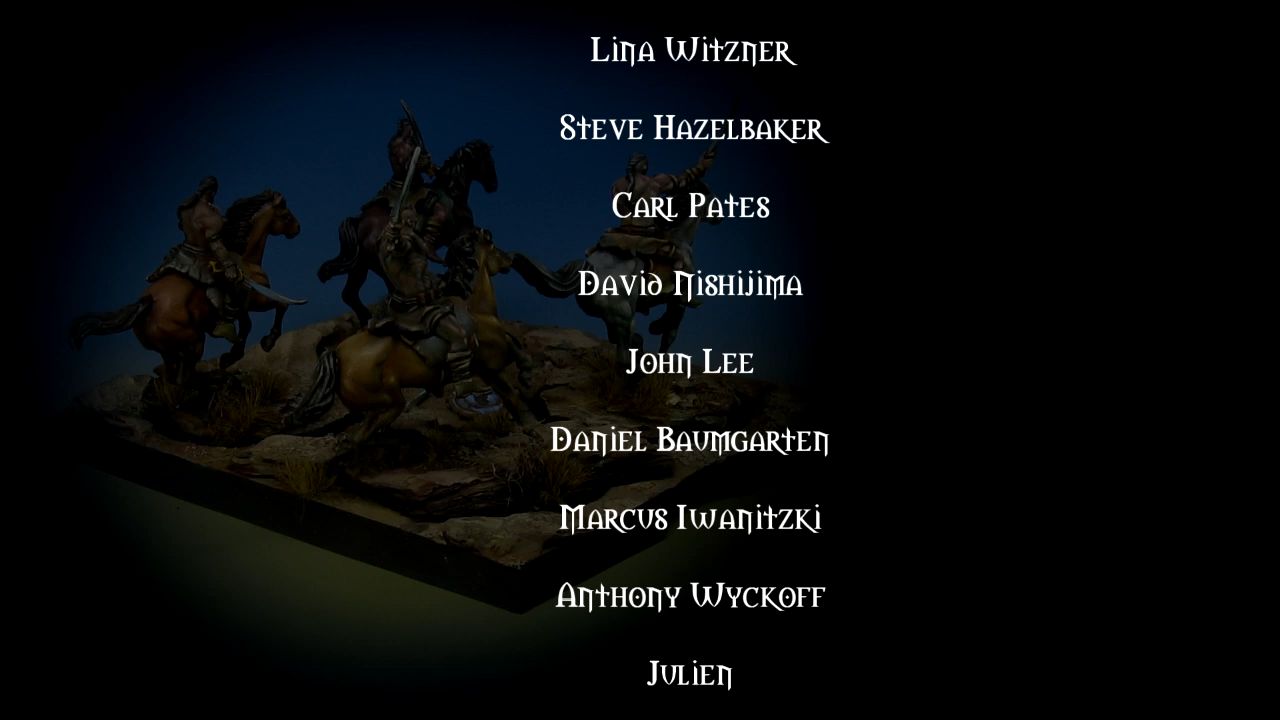 Lina Witzner
Steve Hazelbaker
Carl Pates
David Nishijima
John Lee
Daniel Baumgarten
Marcus Iwanitzki
Anthony Wyckoff
Julien